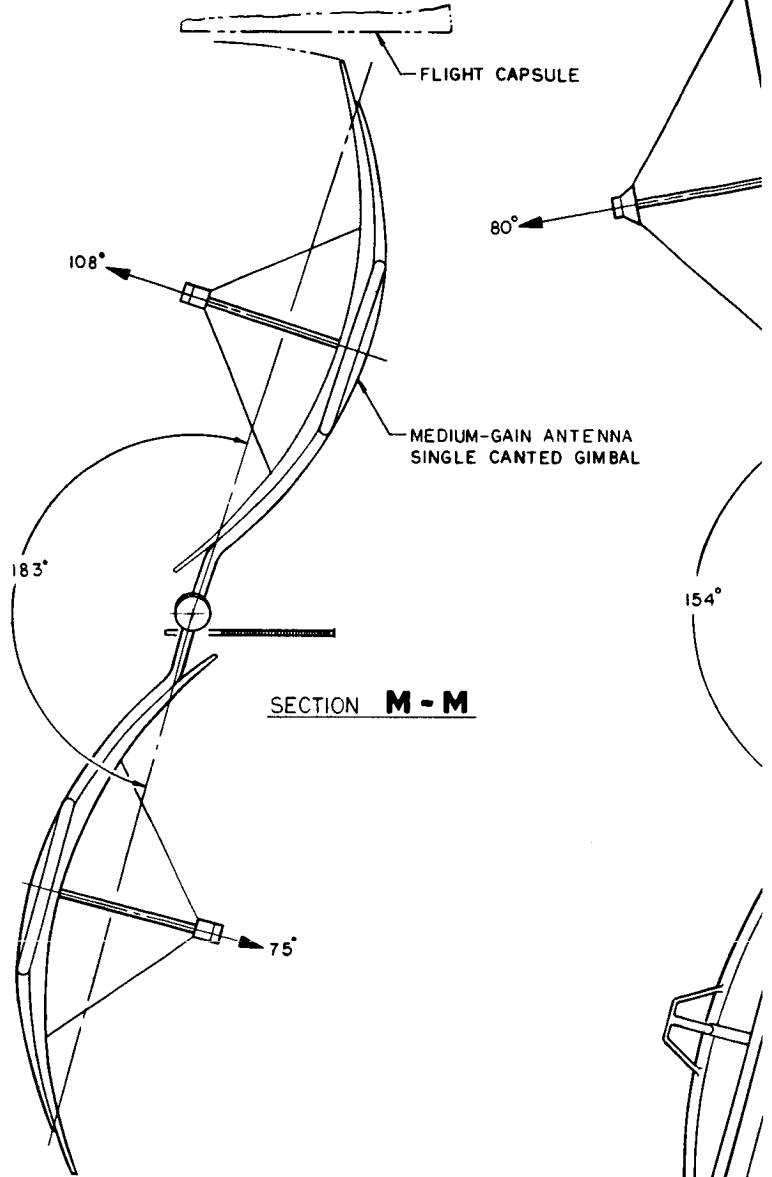 FLIGHT CAPSULE
80°
108°
MEDIUM-GAIN ANTENNA
SINGLE CANTED GIMBAL
183°
154°
SECTION M-M
75°